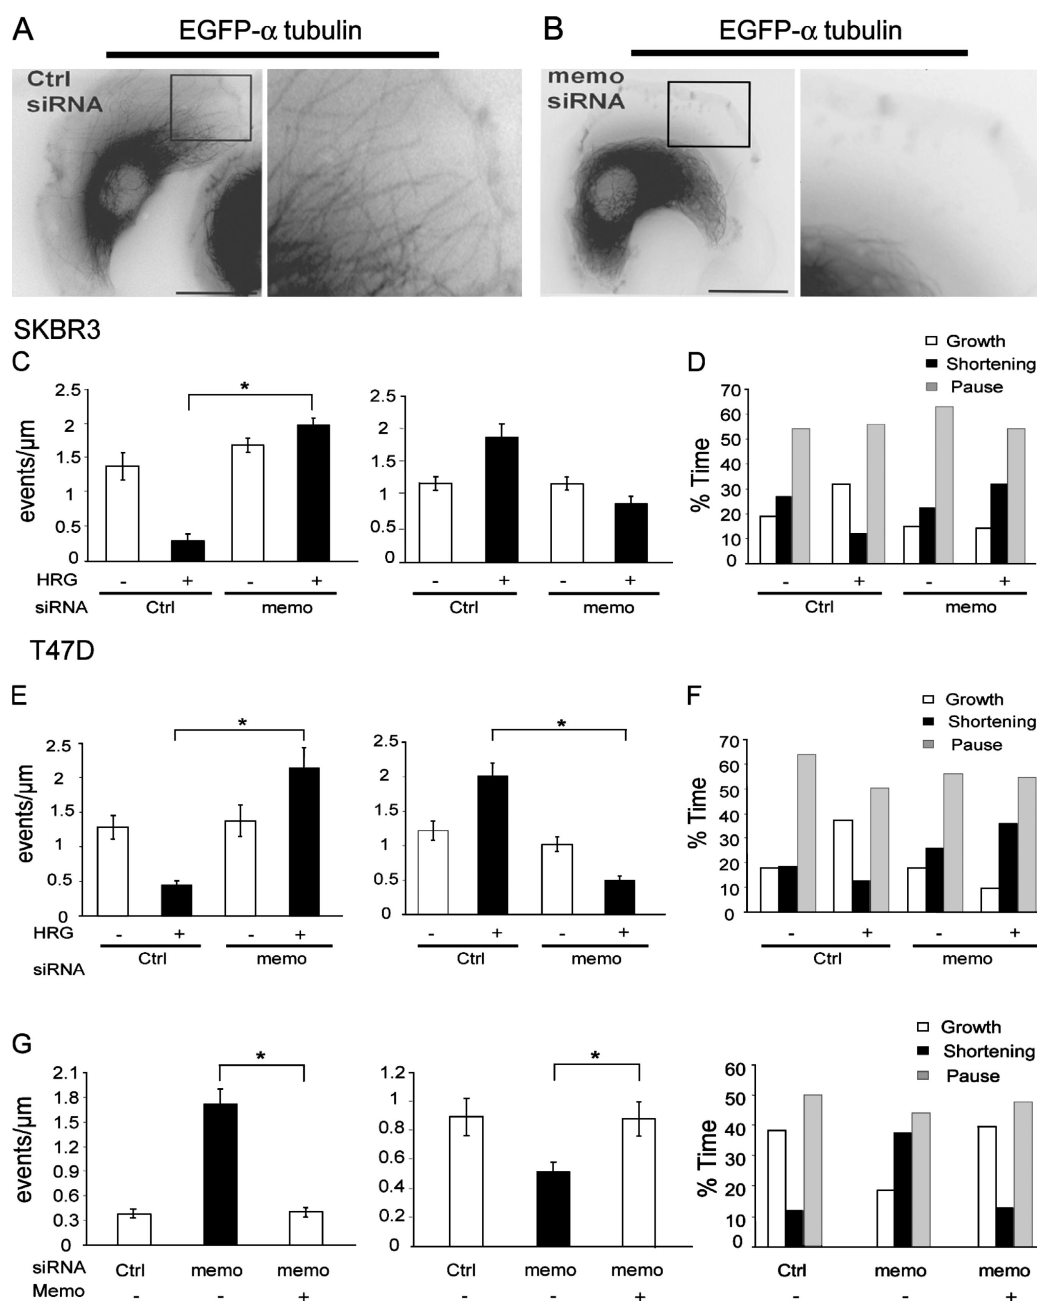 A EGFP-α tubulin
B EGFP-α tubulin
Ctrl
siRNA
memo
siRNA
SKBR3
C
D
Growth
Shortening
Pause
*
events/µm
2.5
2
1.5
1
0.5
0
2.5
2
1.5
1
0.5
0
% Time
70
60
50
40
30
20
10
0
HRG - + - + - + - + - + - +
siRNA Ctrl memo Ctrl memo Ctrl memo
T47D
E
F
Growth
Shortening
Pause
* *
events/µm
2.5
2
1.5
1
0.5
0
2.5
2
1.5
1
0.5
0
% Time
70
60
50
40
30
20
10
0
HRG - + - + - + - + - + - +
siRNA Ctrl memo Ctrl memo Ctrl memo
G
Growth
Shortening
Pause
* *
events/µm
2.1
1.8
1.5
1.2
0.9
0.6
0.3
0
1.2
1
0.8
0.6
0.4
0.2
0
% Time
60
50
40
30
20
10
0
siRNA Ctrl memo memo Ctrl memo memo Ctrl memo memo
Memo - - + - - + - - +